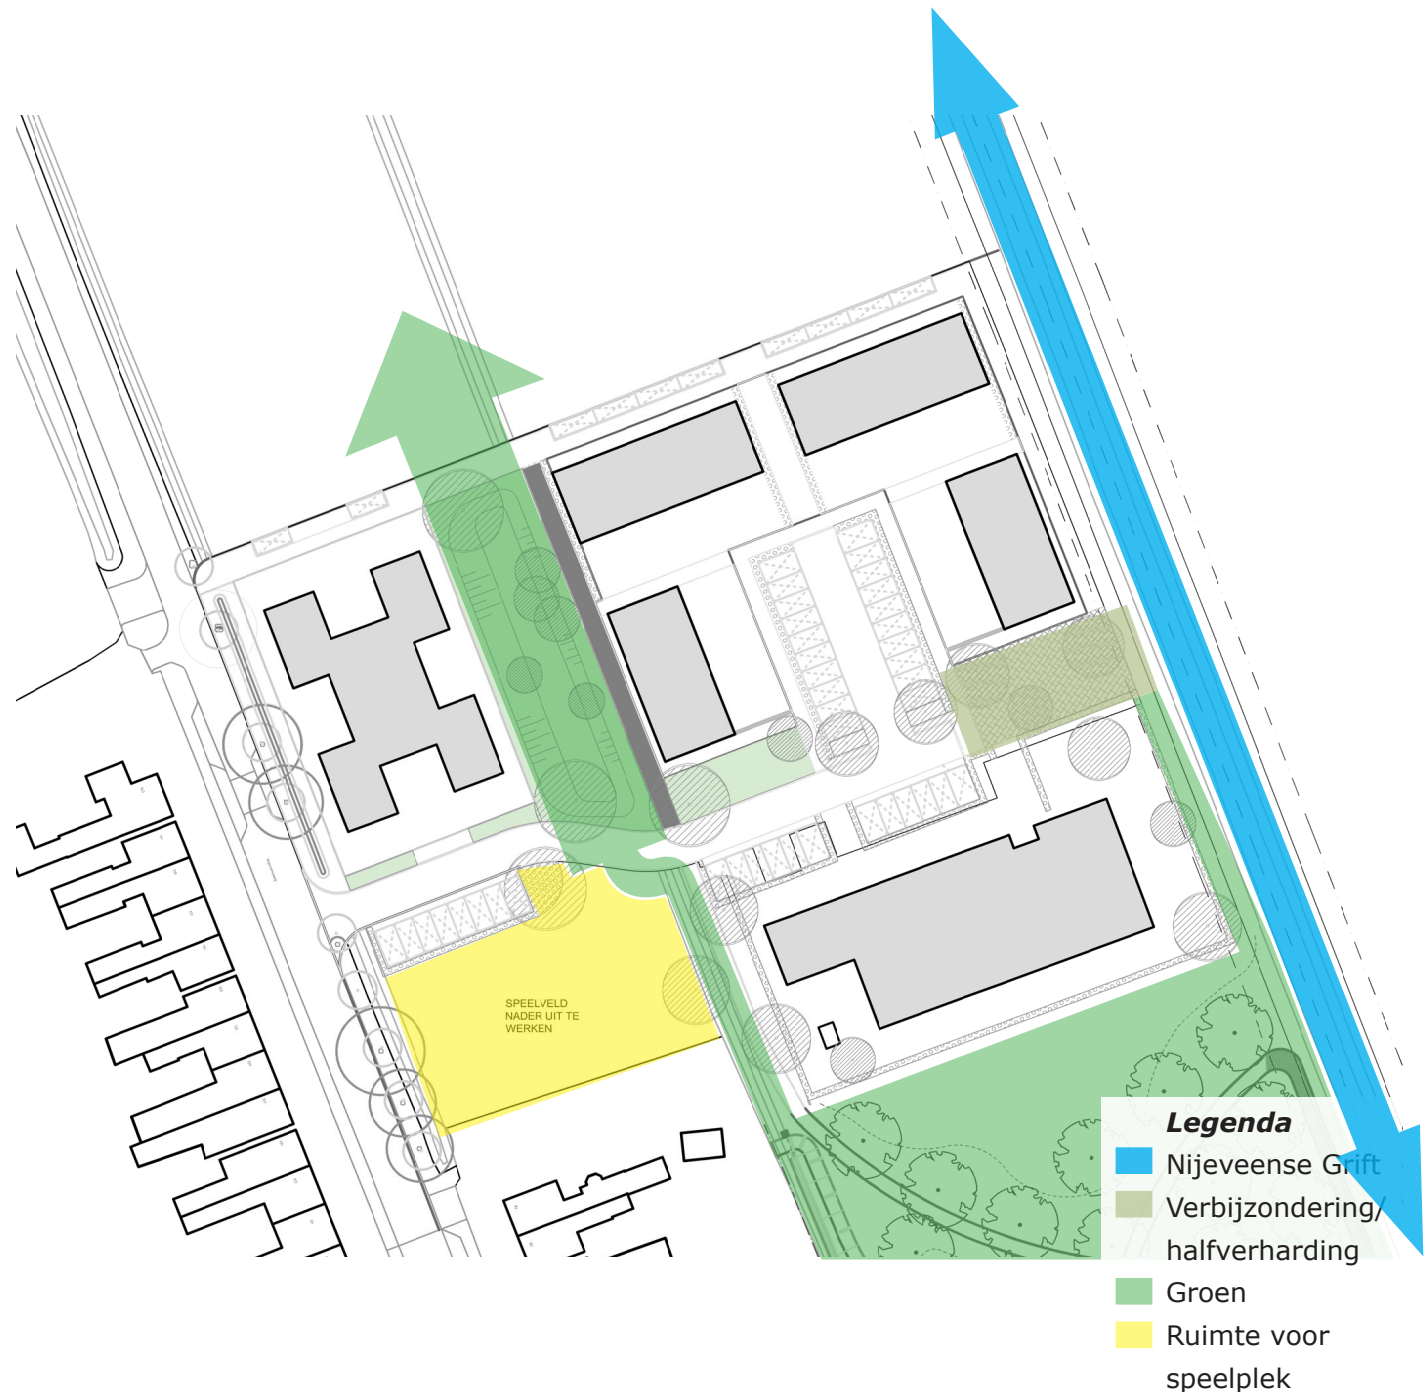 SPEELVELD
NADER UIT TE
WERKEN
Legenda
Nijeveense Grift
Verbijzondering/
halfverharding
Groen
Ruimte voor
speelplek